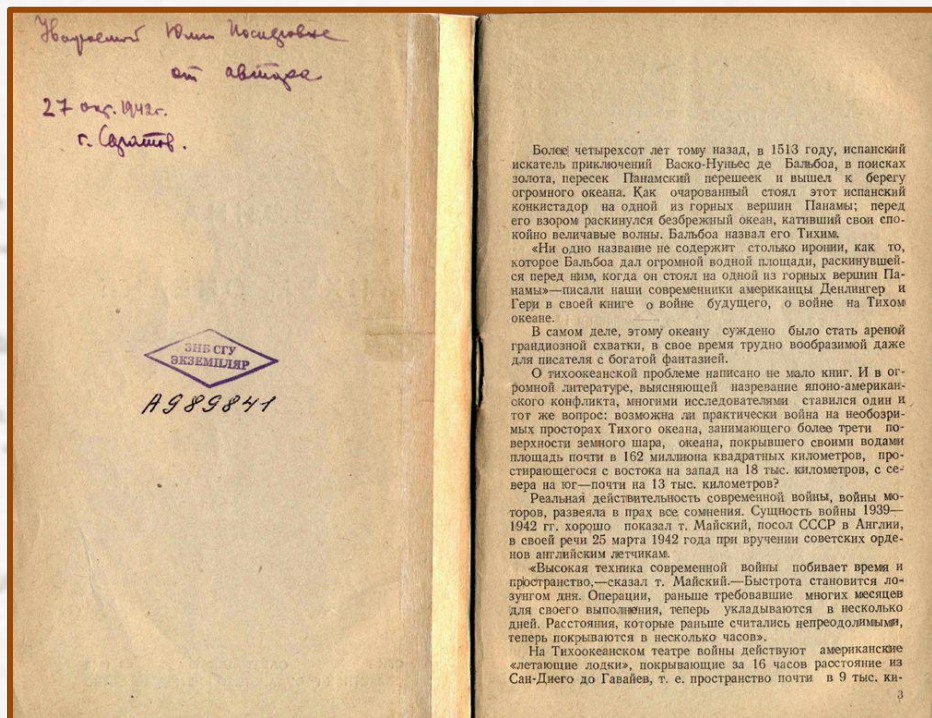 Уважаемой Юлии Иосифовне
от автора
27 окт. 1942 г.
г. Саратов.
ЗНБ СГУ
ЭКЗЕМПЛЯР
А989841
Более четырехсот лет тому назад, в 1513 году, испанский
искатель приключений Васко-Нуньес де Бальбоа, в поисках
золота, пересек Панамский перешеек и вышел к берегу
огромного океана. Как очарованный стоял этот испанский
конкистадор на одной из горных вершин Панамы; перед
его взором раскинулся безбрежный океан, кативший свои спо-
койно величавые волны. Бальбоа назвал его Тихим.
«Ни одно название не содержит столько иронии, как то,
которое Бальбоа дал огромной водной площади, раскинувшей-
ся перед ним, когда он стоял на одной из горных вершин Па-
намы»—писали наши современники американцы Денлингер и
Гери в своей книге о войне будущего, о войне на Тихом
океане.
В самом деле, этому океану суждено было стать ареной
грандиозной схватки, в свое время трудно вообразимой даже
для писателя с богатой фантазией.
О тихоокеанской проблеме написано не мало книг. И в ог-
ромной литературе, выясняющей назревание японо-американ-
ского конфликта, многими исследователями ставился один и
тот же вопрос: возможна ли практически война на необозри-
мых просторах Тихого океана, занимающего более трети по-
верхности земного шара, океана, покрывшего своими водами
площадь почти в 162 миллиона квадратных километров, про-
стирающегося с востока на запад на 18 тыс. километров, с се-
вера на юг—почти на 13 тыс. километров?
Реальная действительность современной войны, войны мо-
торов, развеяла в прах все сомнения. Сущность войны 1939—
1942 гг. хорошо показал т. Майский, посол СССР в Англии,
в своей речи 25 марта 1942 года при вручении советских орде-
нов английским летчикам.
«Высокая техника современной войны побивает время и
пространство,—сказал т. Майский.—Быстрота становится ло-
зунгом дня. Операции, раньше требовавшие многих месяцев
для своего выполнения, теперь укладываются в несколько
дней. Расстояния, которые раньше считались непреодолимыми,
теперь покрываются в несколько часов».
На Тихоокеанском театре войны действуют американские
«летающие лодки», покрывающие за 16 часов расстояние из
Сан-Диего до Гавайев, т. е. пространство почти в 9 тыс. ки-
3